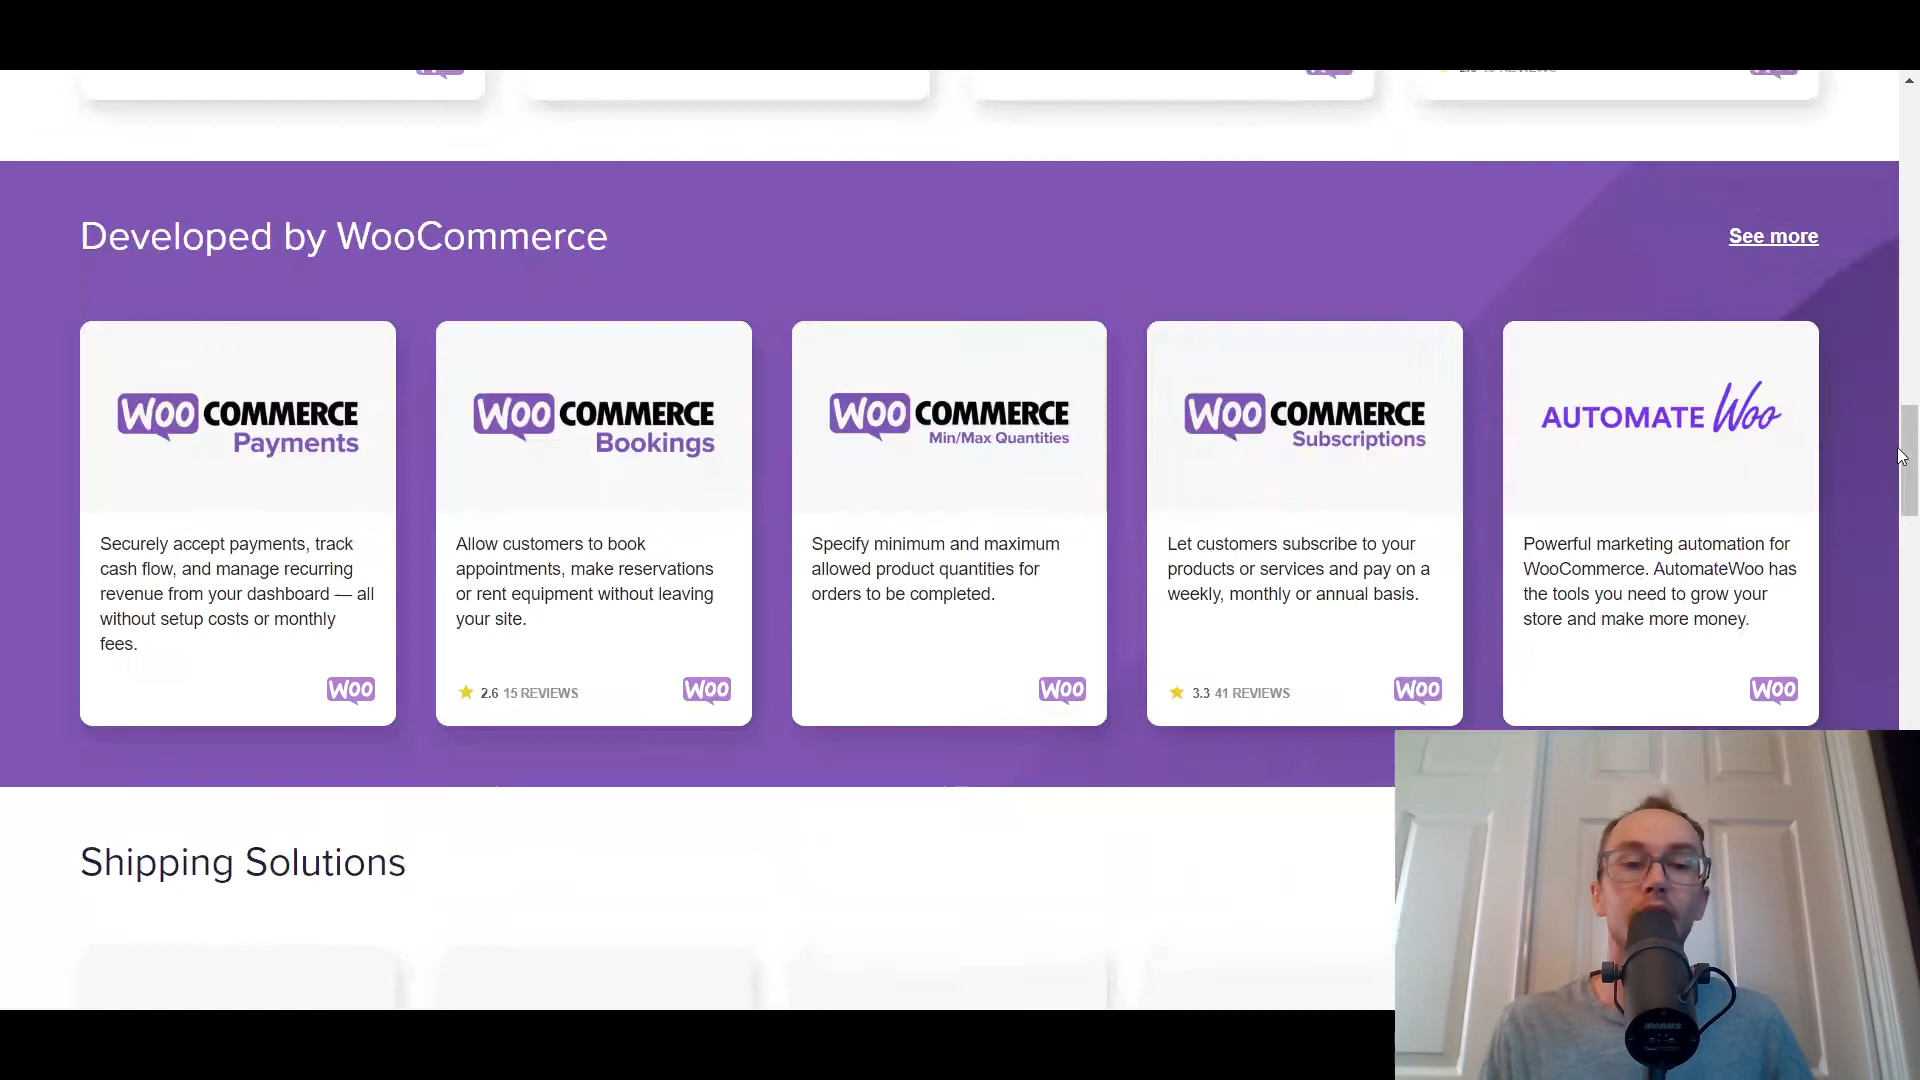 Developed by WooCommerce
See more
WOO COMMERCE
Payments
Securely accept payments, track
cash flow, and manage recurring
revenue from your dashboard — all
without setup costs or monthly
fees.
WOO
WOO COMMERCE
Bookings
Allow customers to book
appointments, make reservations
or rent equipment without leaving
your site.
2.6 15 REVIEWS
WOO
WOO COMMERCE
Min/Max Quantities
Specify minimum and maximum
allowed product quantities for
orders to be completed.
WOO
WOO COMMERCE
Subscriptions
Let customers subscribe to your
products or services and pay on a
weekly, monthly or annual basis.
3.3 41 REVIEWS
WOO
AUTOMATE Woo
Powerful marketing automation for
WooCommerce. AutomateWoo has
the tools you need to grow your
store and make more money.
WOO
Shipping Solutions